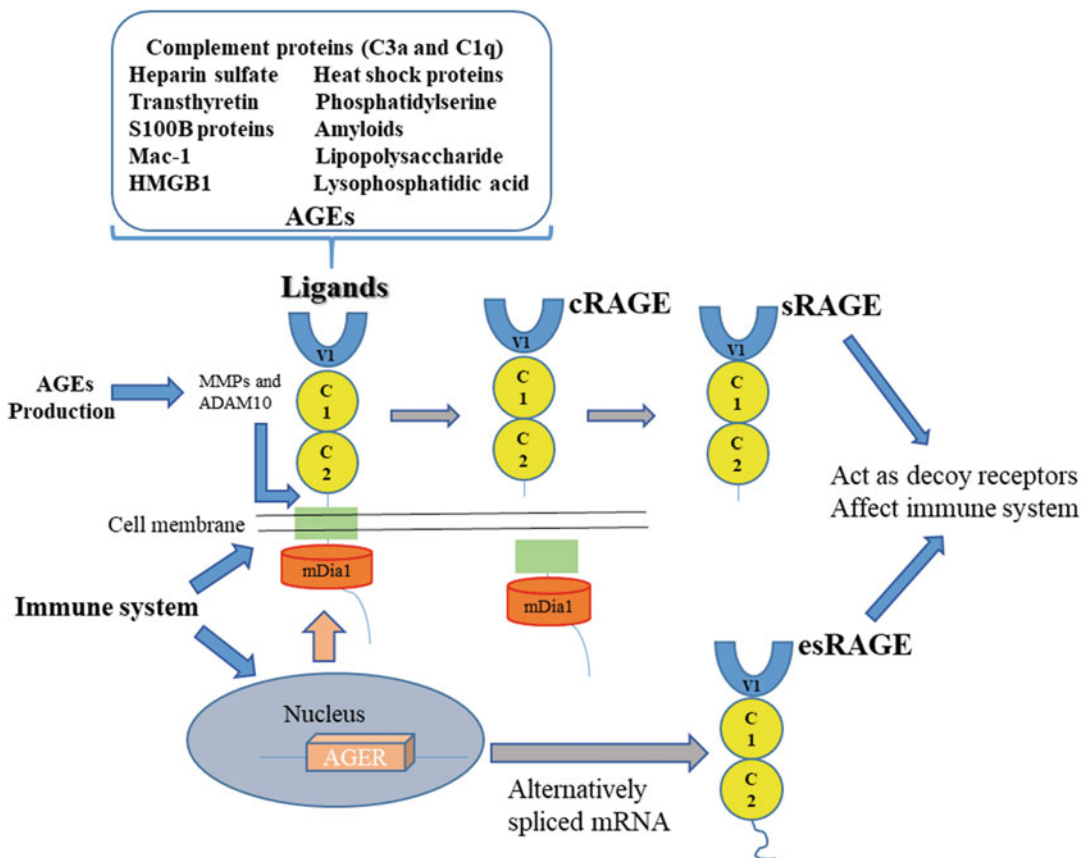 Complement proteins (C3a and C1q)
Heparin sulfate Heat shock proteins
Transthyretin Phosphatidylserine
S100B proteins Amyloids
Mac-1 Lipopolysaccharide
HMGB1 Lysophosphatidic acid
AGEs
Ligands
cRAGE
sRAGE
V1
V1
V1
AGEs
Production
MMPs and
ADAM10
C
1
C
2
C
1
C
2
C
1
C
2
Act as decoy receptors
Affect immune system
Cell membrane
mDia1
mDia1
Immune system
esRAGE
V1
C
1
C
2
Nucleus
AGER
Alternatively
spliced mRNA